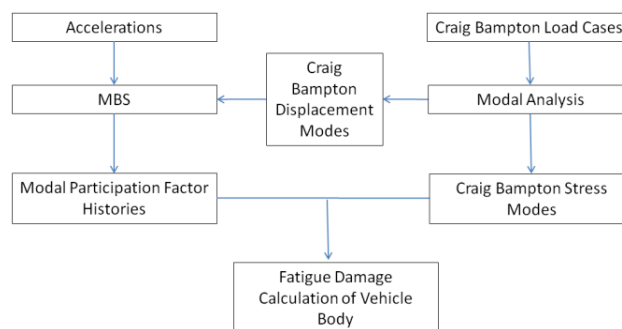 Accelerations
Craig Bampton Load Cases
MBS
Craig
Bampton
Displacement
Modes
Modal Analysis
Modal Participation Factor
Histories
Craig Bampton Stress
Modes
Fatigue Damage
Calculation of Vehicle
Body